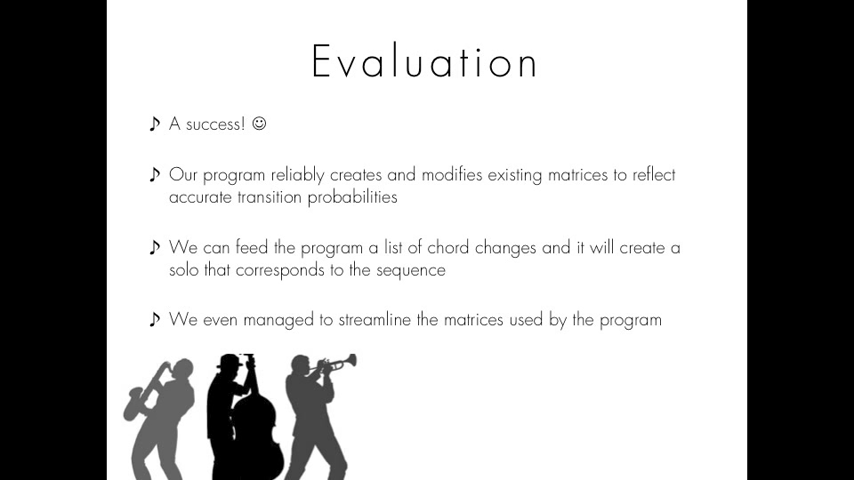 Evaluation
♪ A success! ☺
♪ Our program reliably creates and modifies existing matrices to reflect
accurate transition probabilities
♪ We can feed the program a list of chord changes and it will create a
solo that corresponds to the sequence
♪ We even managed to streamline the matrices used by the program